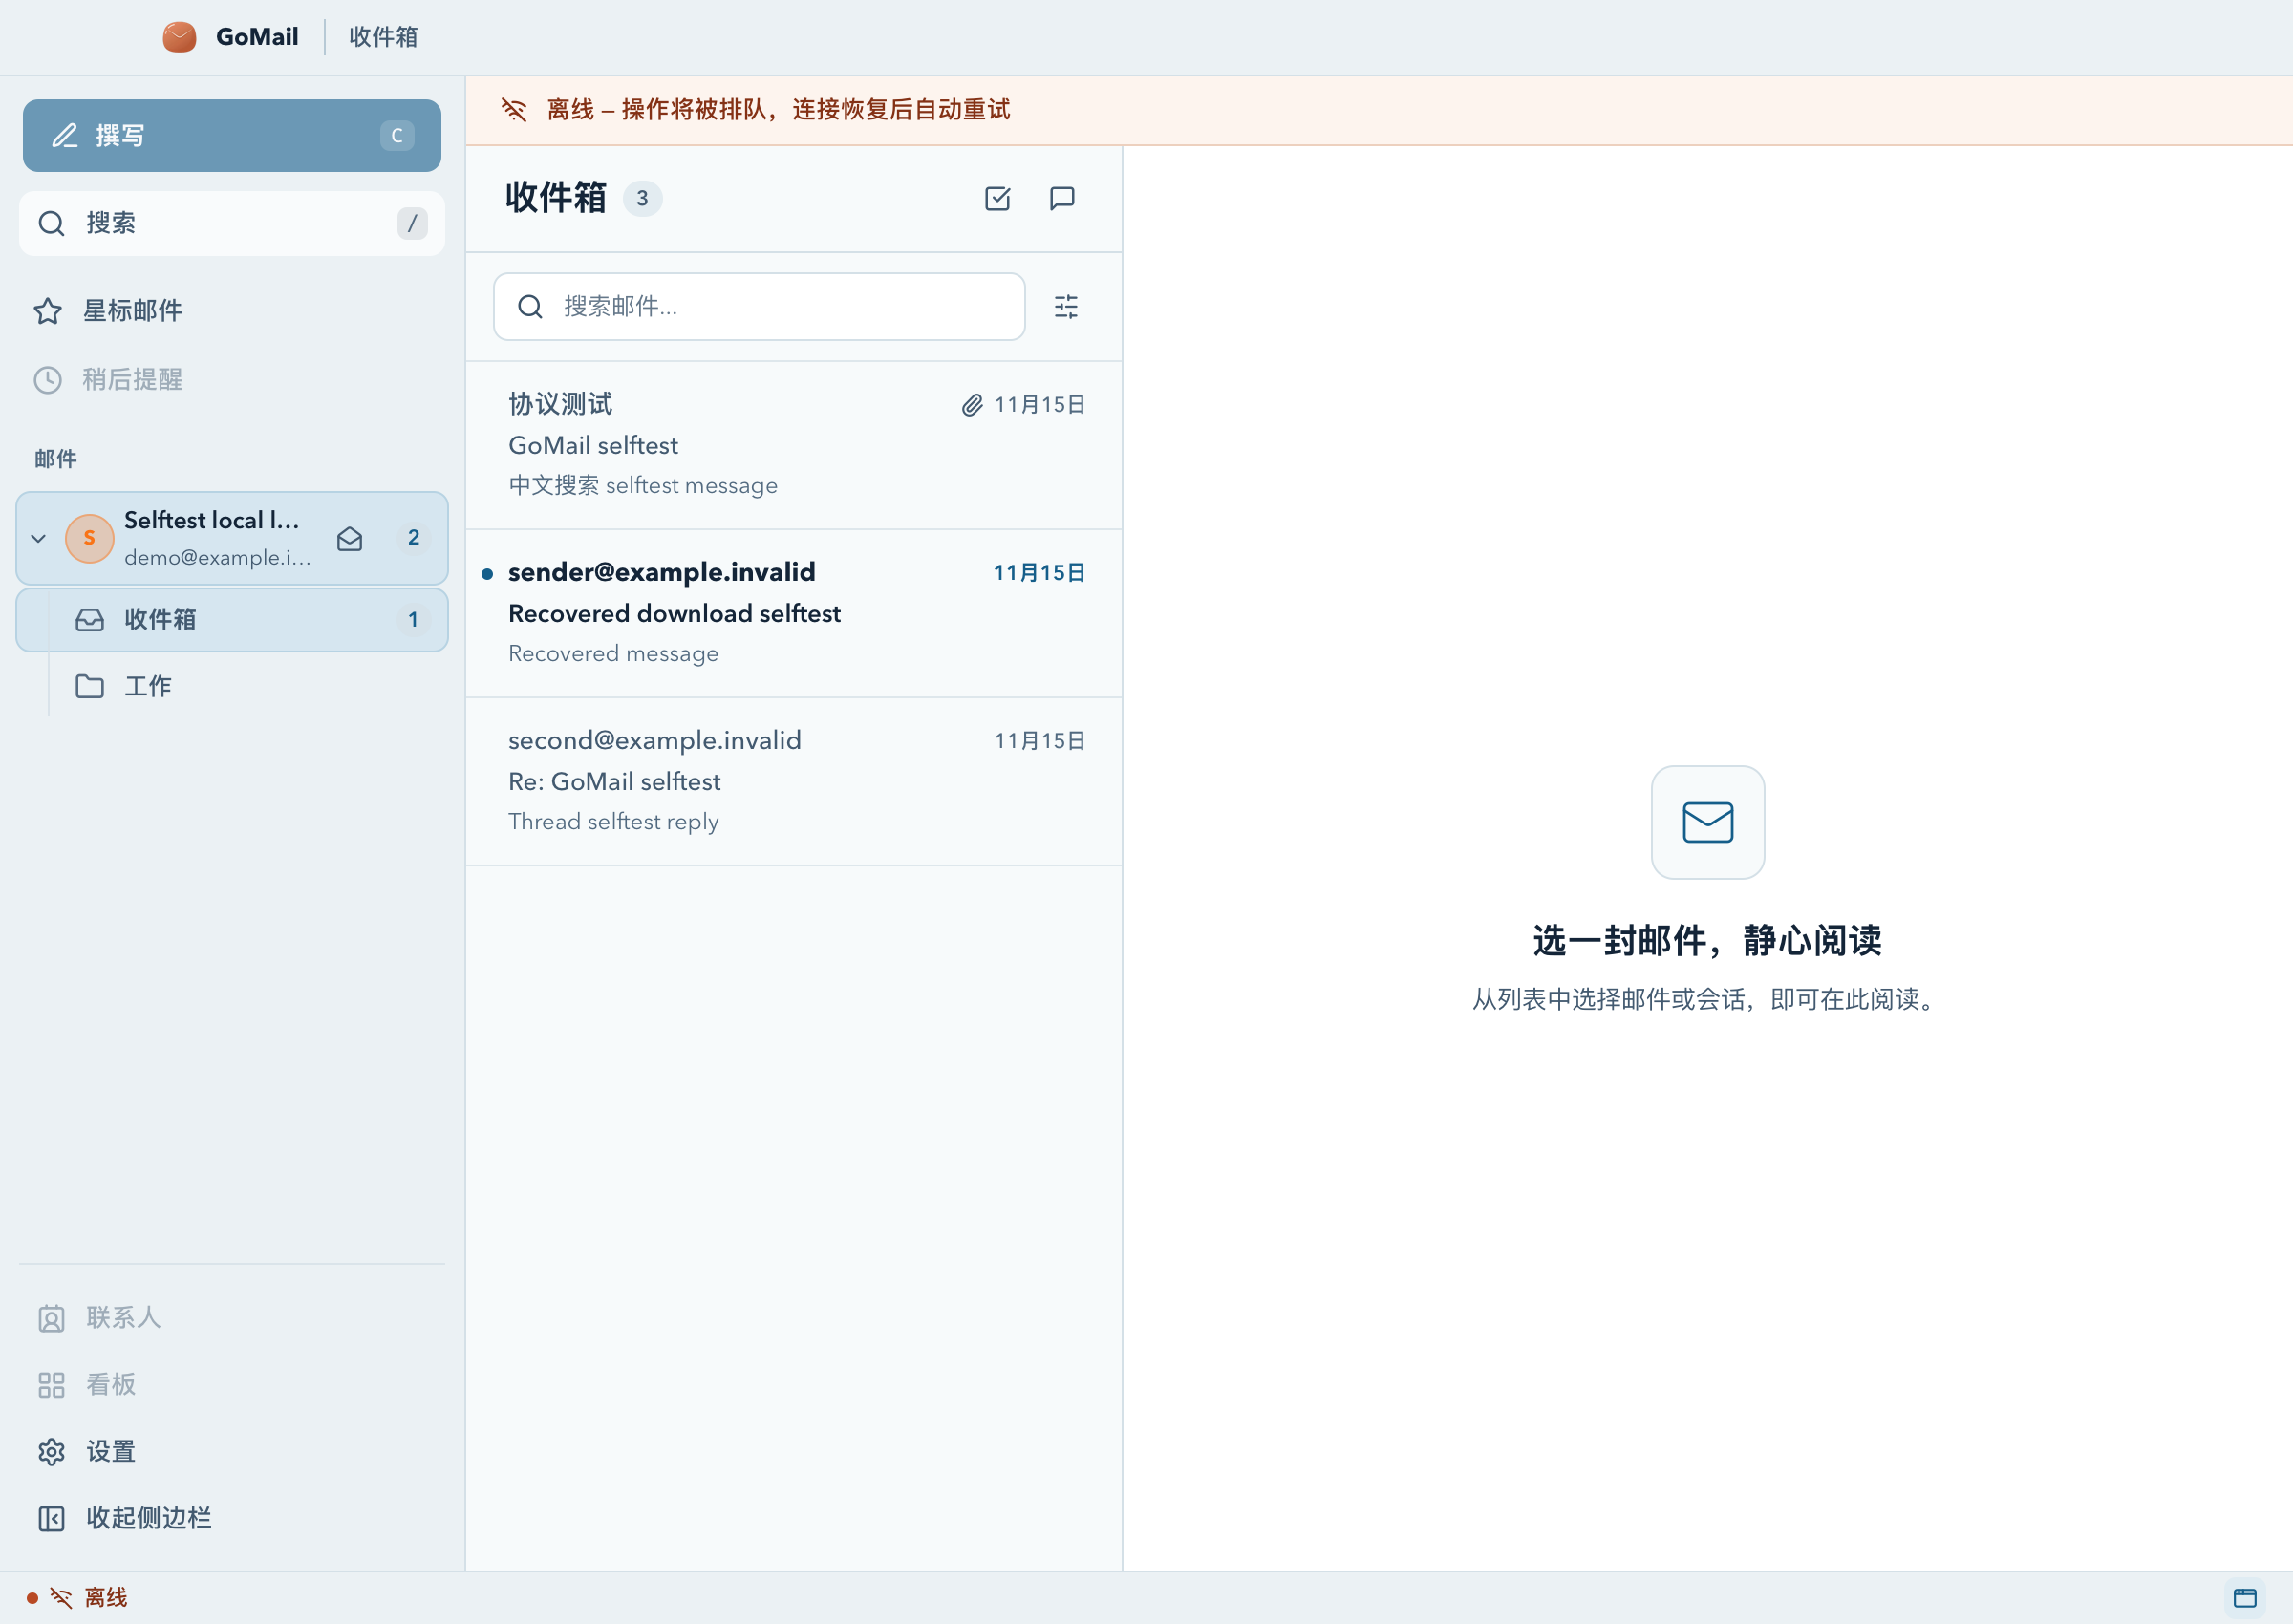 GoMail
收件箱
撰写
C
搜索
/
星标邮件
稍后提醒
邮件
S
Selftest local l...
demo@example.i...
2
收件箱
1
工作
联系人
看板
设置
收起侧边栏
离线 – 操作将被排队，连接恢复后自动重试
收件箱
3
搜索邮件...
协议测试
11月15日
GoMail selftest
中文搜索 selftest message
sender@example.invalid
11月15日
Recovered download selftest
Recovered message
second@example.invalid
11月15日
Re: GoMail selftest
Thread selftest reply
选一封邮件，静心阅读
从列表中选择邮件或会话，即可在此阅读。
离线